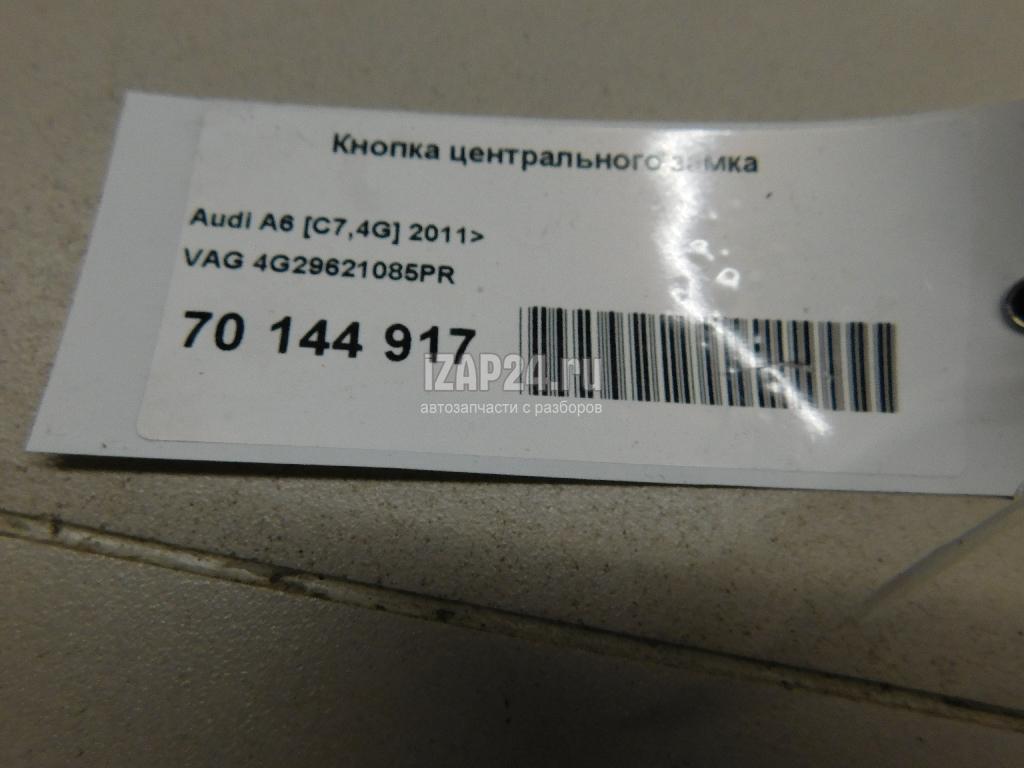 Кнопка центрального замка
Audi A6 [C7,4G] 2011>
VAG 4G29621085PR
70 144 917
iZAP24.ru
автозапчасти с разборов